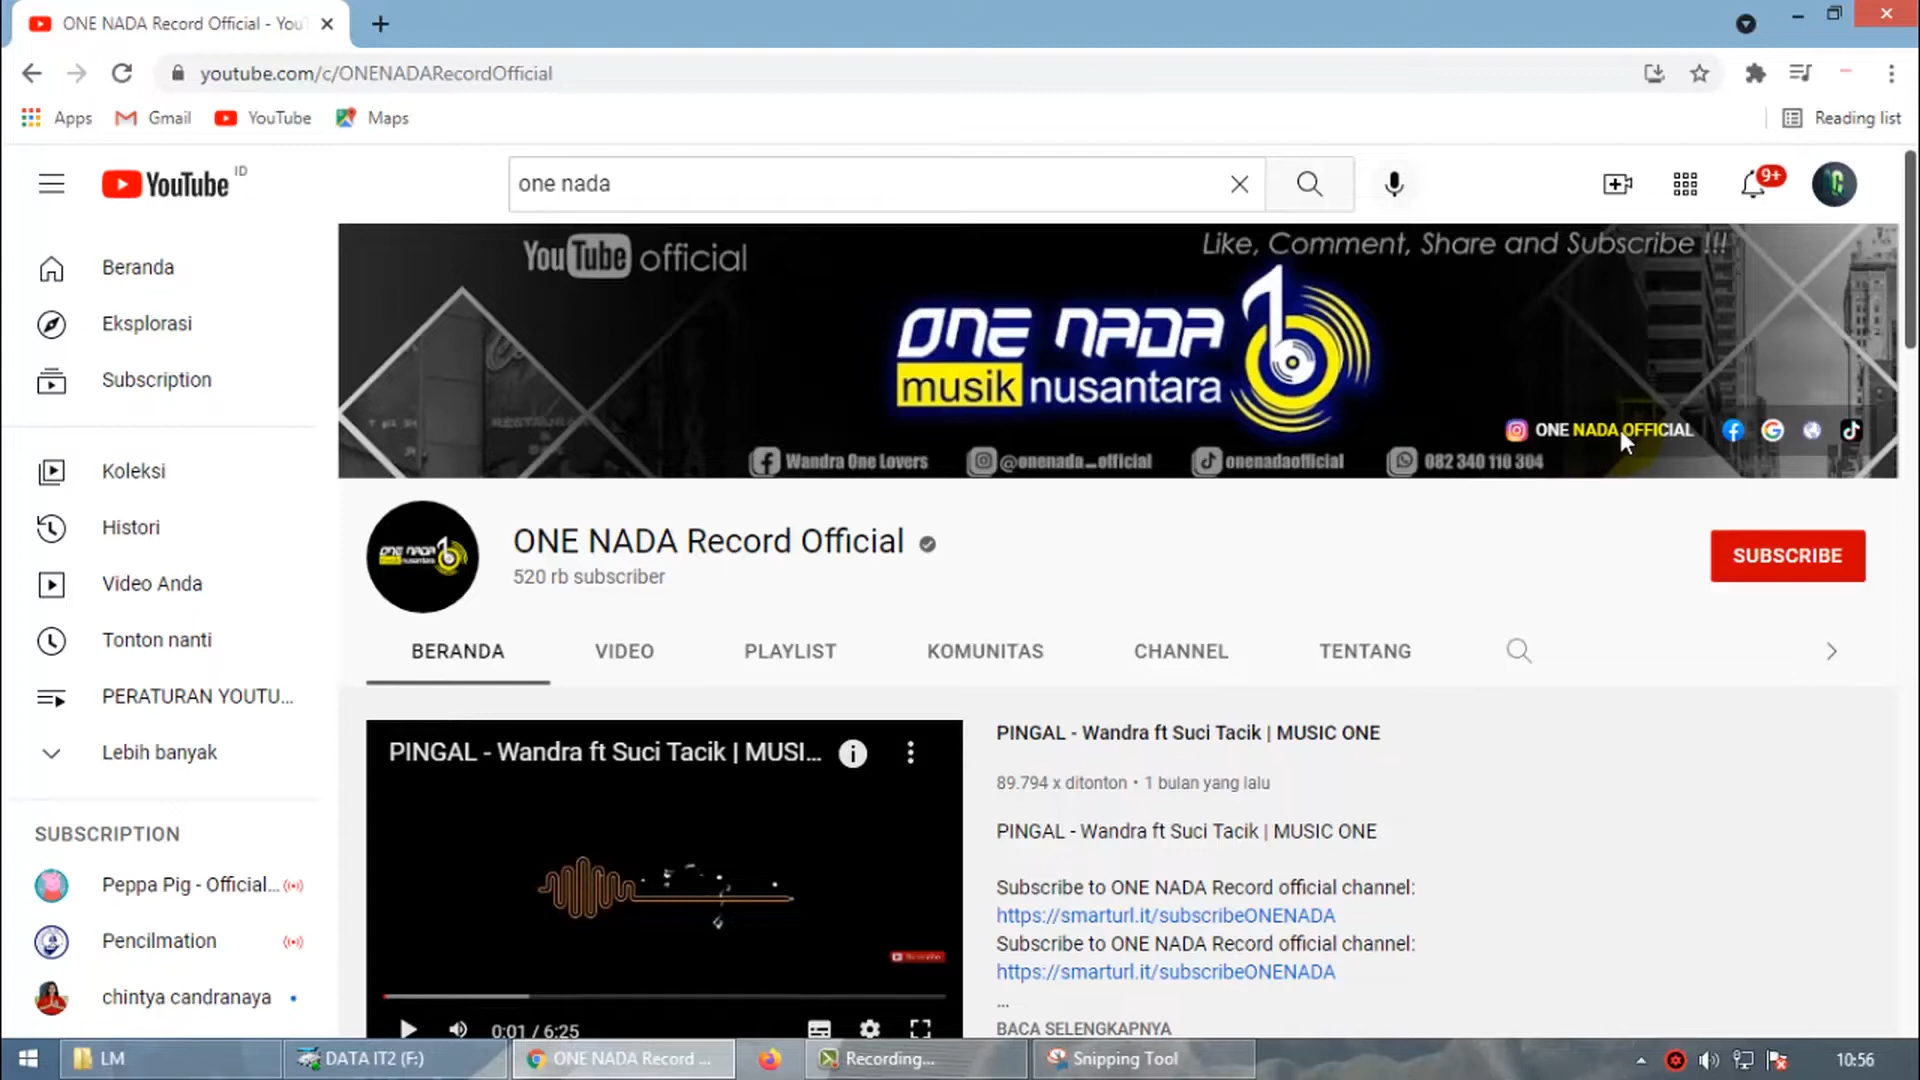 ONE NADA Record Official - You
youtube.com/c/ONENADARecordOfficial
Apps
Gmail
YouTube
Maps
Reading list
YouTube ID
one nada
9+
Beranda
Eksplorasi
Subscription
Koleksi
Histori
Video Anda
Tonton nanti
PERATURAN YOUTU...
Lebih banyak
SUBSCRIPTION
Peppa Pig - Official...
Pencilmation
chintya candranaya
YouTube official
Like, Comment, Share and Subscribe !!!
ONE NADA
musik nusantara
ONE NADA OFFICIAL
Wandra One Lovers
@onenada_official
onenadaofficial
082 340 110 304
ONE NADA
musik nusantara
ONE NADA Record Official
520 rb subscriber
SUBSCRIBE
BERANDA
VIDEO
PLAYLIST
KOMUNITAS
CHANNEL
TENTANG
PINGAL - Wandra ft Suci Tacik | MUSI...
0:01 / 6:25
PINGAL - Wandra ft Suci Tacik | MUSIC ONE
89.794 x ditonton • 1 bulan yang lalu
PINGAL - Wandra ft Suci Tacik | MUSIC ONE
Subscribe to ONE NADA Record official channel:
https://smarturl.it/subscribeONENADA
Subscribe to ONE NADA Record official channel:
https://smarturl.it/subscribeONENADA
...
BACA SELENGKAPNYA
LM
DATA IT2 (F:)
ONE NADA Record ...
Recording...
Snipping Tool
10:56